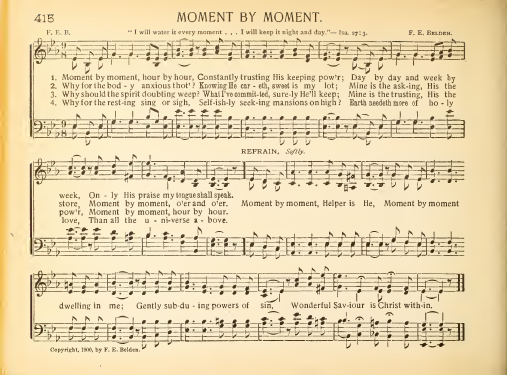 415 MOMENT BY MOMENT.
F. E. B. "I will water it every moment . . . I will keep it night and day."— Isa. 27:3. F. E. BELDEN.
1. Moment by moment, hour by hour, Constantly trusting His keeping pow'r; Day by day and week by
2. Why for the bod - y anxious thot? Knowing He car - eth, sweet is my lot; Mine is the ask-ing, His the
3. Why should the spirit doubting weep? What I've commit-ted, sure-ly He'll keep; Mine is the trusting, His the
4. Why for the rest-ing sing or sigh, Self-ish-ly seek-ing mansions on high? Earth needeth more of ho - ly
REFRAIN, Softly.
week, On - ly His praise my tongue shall speak.
store, Moment by moment, o'er and o'er. Moment by moment, Helper is He, Moment by moment
pow'r, Moment by moment, hour by hour.
love, Than all the u - ni-verse a - bove.
dwelling in me; Gently sub-du - ing powers of sin, Wonderful Sav-iour is Christ with-in.
Copyright, 1900, by F. E. Belden.